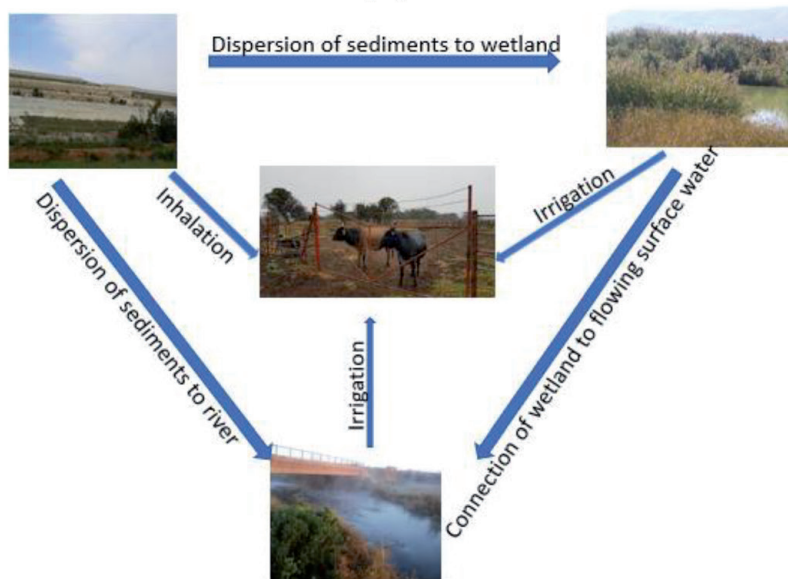 Dispersion of sediments to wetland
Inhalation
Irrigation
Dispersion of sediments to river
Irrigation
Connection of wetland to flowing surface water